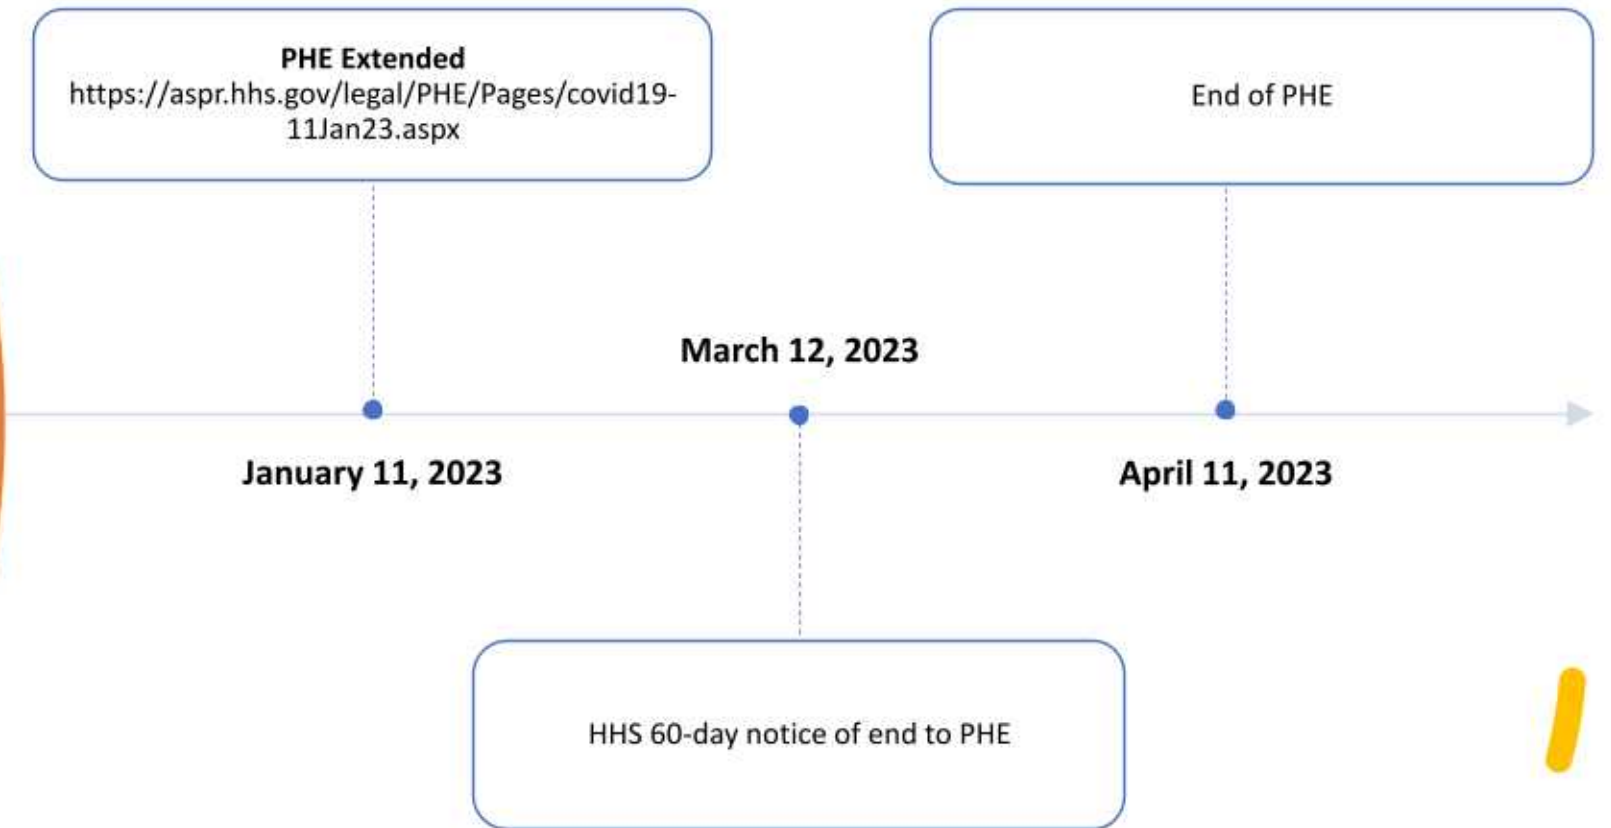 PHE Extended
https://aspr.hhs.gov/legal/PHE/Pages/covid19-
11Jan23.aspx
End of PHE
March 12, 2023
January 11, 2023
April 11, 2023
HHS 60-day notice of end to PHE